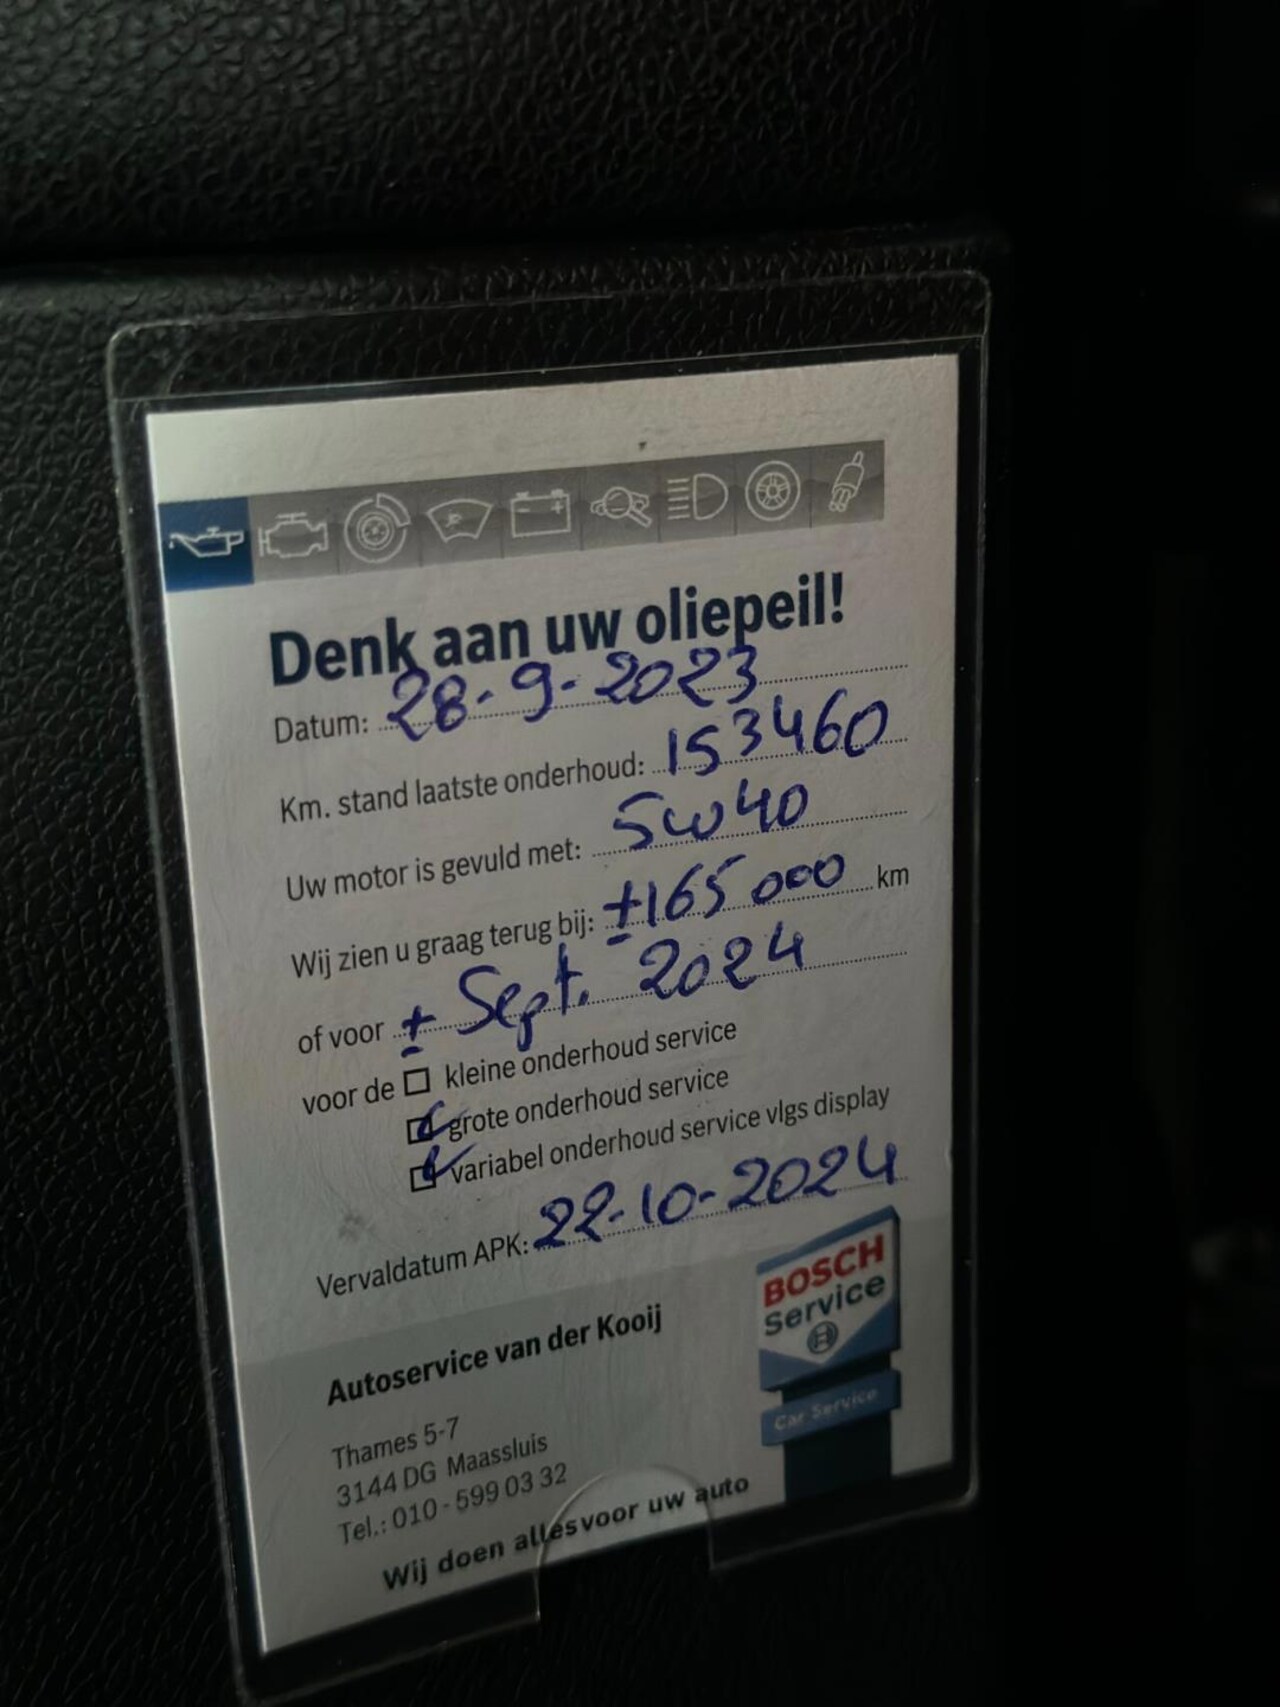 Denk aan uw oliepeil!
Datum: 28-9-2023
Km. stand laatste onderhoud: 153460
Uw motor is gevuld met: 5w40
Wij zien u graag terug bij: ±165000 km
of voor ± Sept. 2024
voor de ☐ kleine onderhoud service
☑ grote onderhoud service
☑ variabel onderhoud service vlgs display
Vervaldatum APK: 22-10-2024
BOSCH
Service
Car Service
Autoservice van der Kooij
Thames 5-7
3144 DG Maassluis
Tel.: 010 - 599 03 32
Wij doen alles voor uw auto